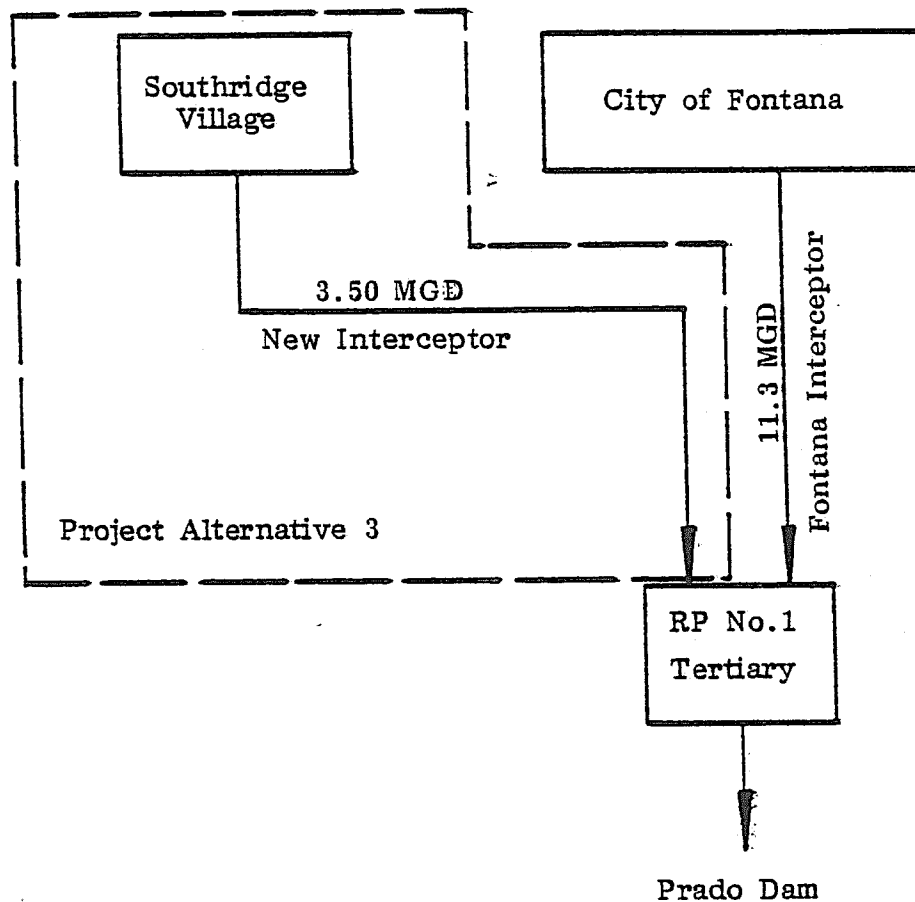 Southridge
Village
City of Fontana
3.50 MGD
New Interceptor
11.3 MGD
Fontana Interceptor
Project Alternative 3
RP No.1
Tertiary
Prado Dam